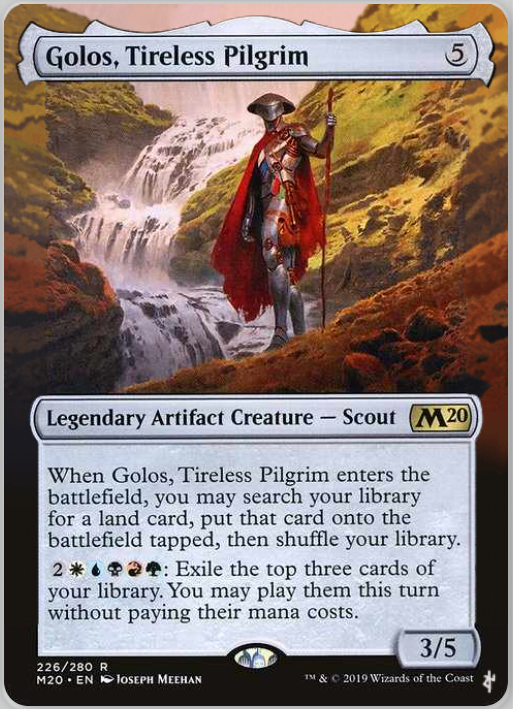 Golos, Tireless Pilgrim 5
Legendary Artifact Creature — Scout M20
When Golos, Tireless Pilgrim enters the
battlefield, you may search your library
for a land card, put that card onto the
battlefield tapped, then shuffle your library.
2: Exile the top three cards of
your library. You may play them this turn
without paying their mana costs.
3/5
226/280 R
M20 • EN Joseph Meehan ™ & © 2019 Wizards of the Coast